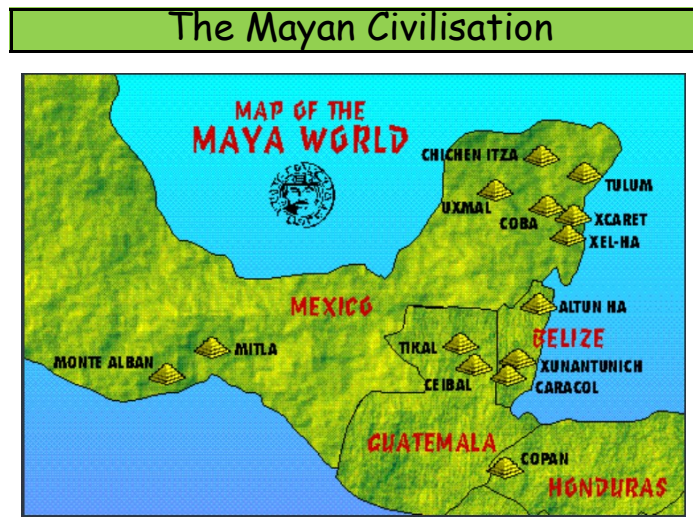 The Mayan Civilisation
MAP OF THE
MAYA WORLD
CHICHEN ITZA
TULUM
UXMAL
COBA
XCARET
XEL-HA
MEXICO
ALTUN HA
BELIZE
TIKAL
MITLA
MONTE ALBAN
XUNANTUNICH
CEIBAL
CARACOL
GUATEMALA
COPAN
HONDURAS